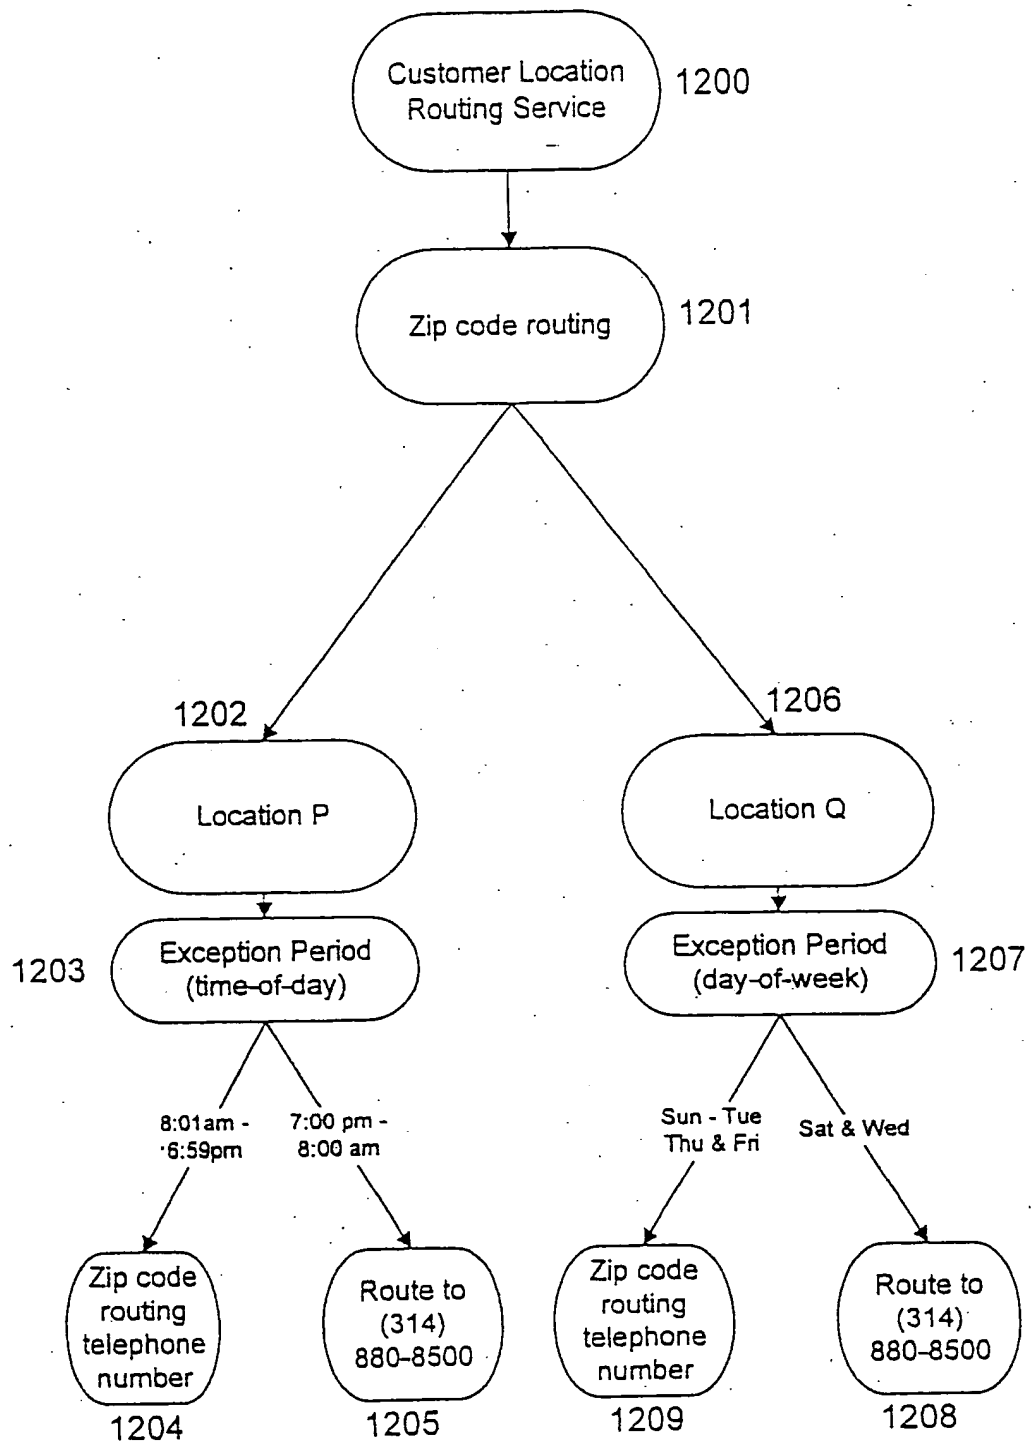 Customer Location
Routing Service
1200
Zip code routing
1201
1202
1206
Location P
Location Q
1203
Exception Period
(time-of-day)
Exception Period
(day-of-week)
1207
8:01am -
6:59pm
7:00 pm -
8:00 am
Sun - Tue
Thu & Fri
Sat & Wed
Zip code
routing
telephone
number
Route to
(314)
880-8500
Zip code
routing
telephone
number
Route to
(314)
880-8500
1204
1205
1209
1208